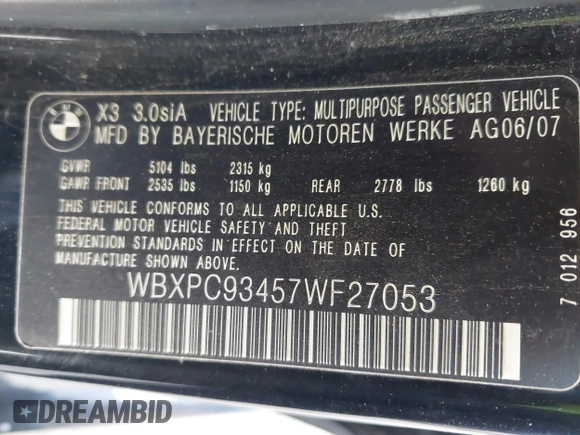 BMW
X3 3.0siA VEHICLE TYPE: MULTIPURPOSE PASSENGER VEHICLE
MFD BY BAYERISCHE MOTOREN WERKE AG06/07
GVWR 5104 lbs 2315 kg
GAWR FRONT 2535 lbs 1150 kg REAR 2778 lbs 1260 kg
THIS VEHICLE CONFORMS TO ALL APPLICABLE U.S.
FEDERAL MOTOR VEHICLE SAFETY AND THEFT
PREVENTION STANDARDS IN EFFECT ON THE DATE OF
MANUFACTURE SHOWN ABOVE.
WBXPC93457WF27053
7 012 956
DREAMBID